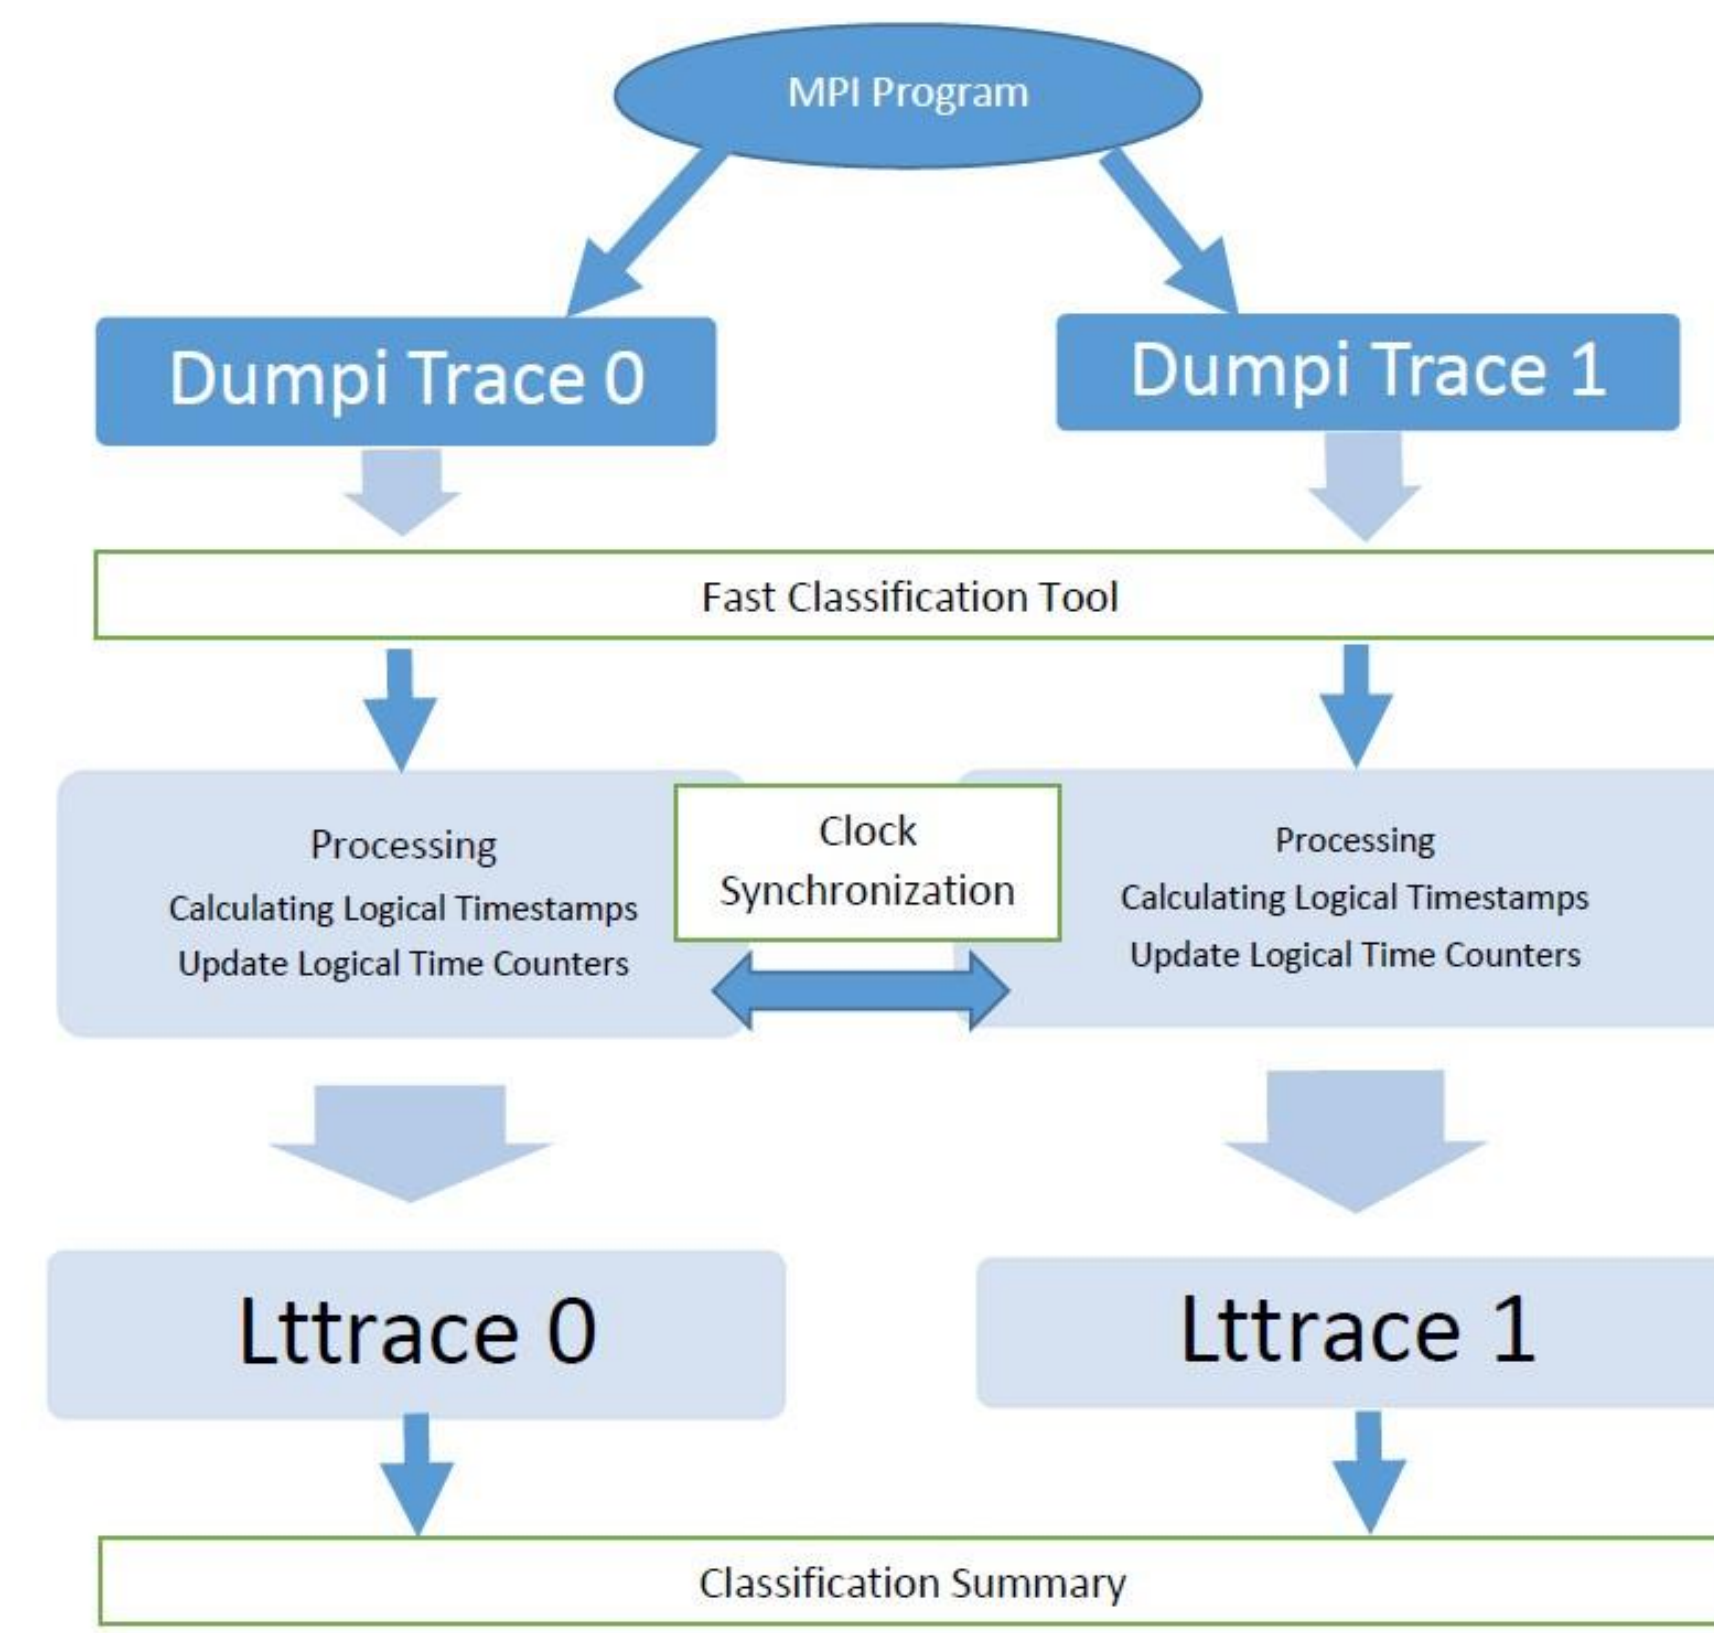 MPI Program
Dumpi Trace 0
Dumpi Trace 1
Fast Classification Tool
Processing
Calculating Logical Timestamps
Update Logical Time Counters
Clock
Synchronization
Processing
Calculating Logical Timestamps
Update Logical Time Counters
Lttrace 0
Lttrace 1
Classification Summary